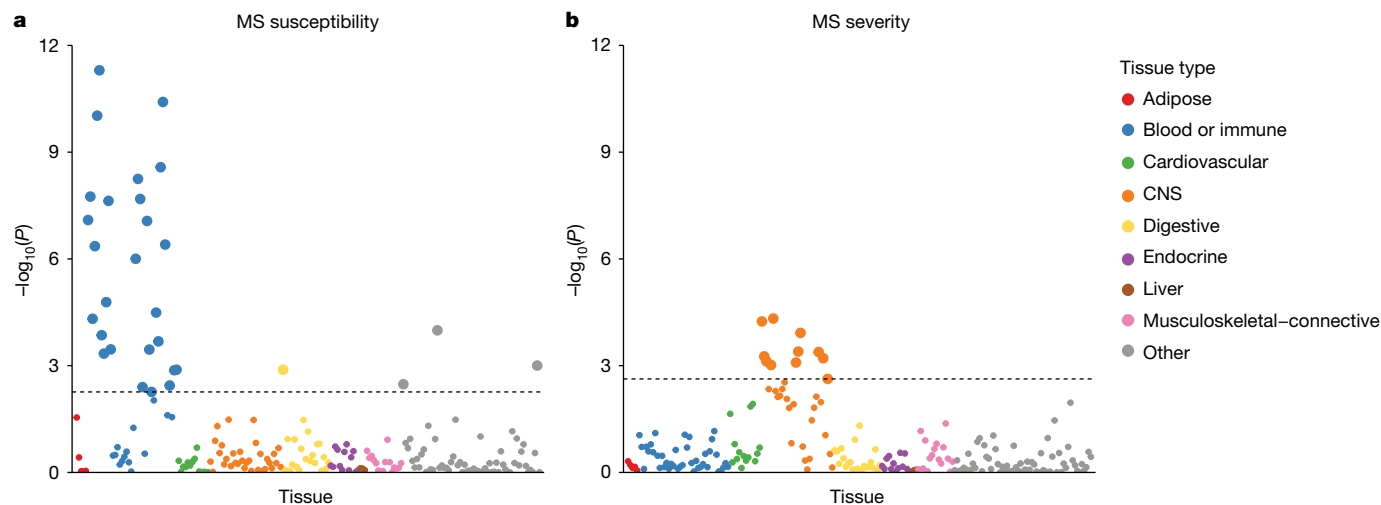 a
MS susceptibility
12
9
6
3
0
–log10(P)
Tissue
b
MS severity
12
9
6
3
0
–log10(P)
Tissue
Tissue type
Adipose
Blood or immune
Cardiovascular
CNS
Digestive
Endocrine
Liver
Musculoskeletal–connective
Other